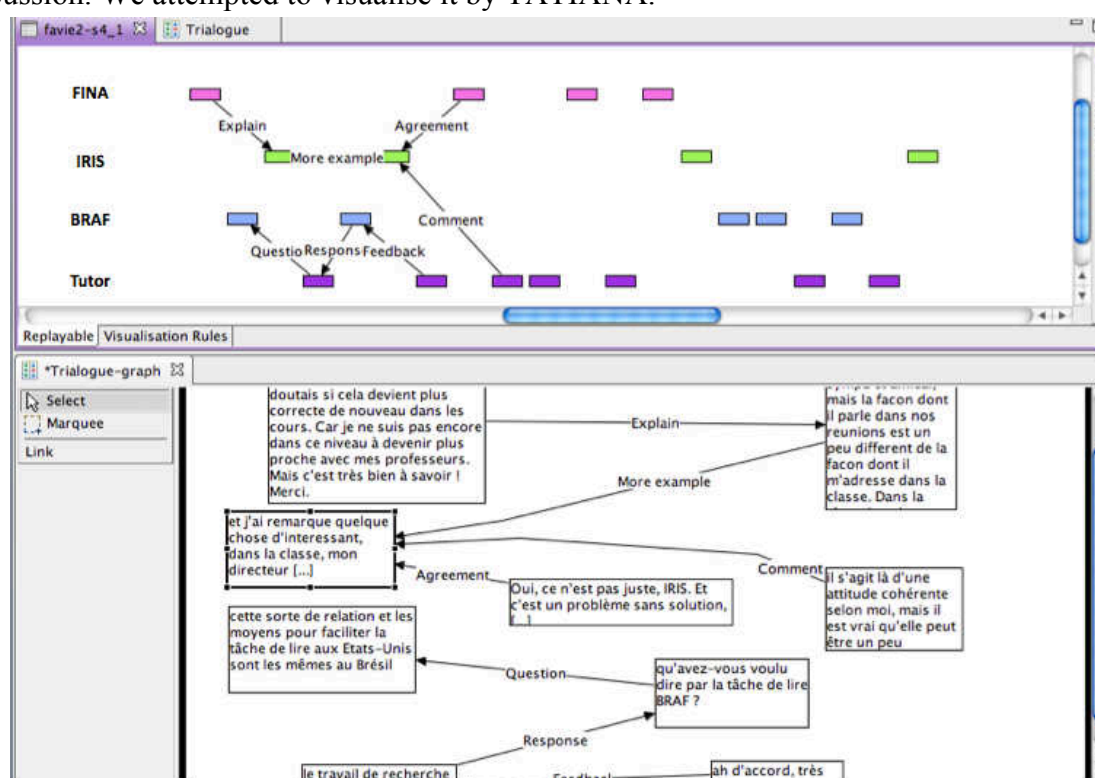 cussion. We attempted to visualise it by TATIANA.
favie2-s4_1 Trialogue
FINA
Explain Agreement
IRIS More example
BRAF
Comment
Questio Respons Feedback
Tutor
Replayable Visualisation Rules
*Trialogue-graph
Select
Marquee
Link
doutais si cela devient plus
correcte de nouveau dans les
cours. Car je ne suis pas encore
dans ce niveau à devenir plus
proche avec mes professeurs.
Mais c'est très bien à savoir !
Merci.
Explain
mais la facon dont
il parle dans nos
reunions est un
peu different de la
facon dont il
m'adresse dans la
classe. Dans la
More example
et j'ai remarque quelque
chose d'interessant,
dans la classe, mon
directeur [...]
Agreement
Oui, ce n'est pas juste, IRIS. Et
c'est un problème sans solution,
Comment
il s'agit là d'une
attitude cohérente
selon moi, mais il
est vrai qu'elle peut
être un peu
cette sorte de relation et les
moyens pour faciliter la
tâche de lire aux Etats-Unis
sont les mêmes au Brésil
Question
qu'avez-vous voulu
dire par la tâche de lire
BRAF ?
Response
le travail de recherche
Feedback
ah d'accord, très